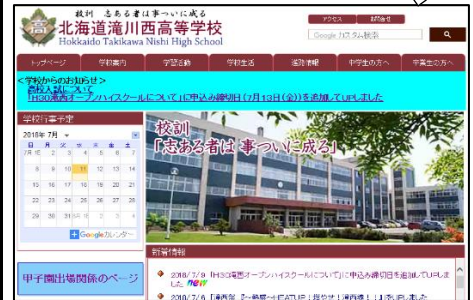 校訓 志ある者は事ついに成る
北海道滝川西高等学校
Hokkaido Takikawa Nishi High School
アクセス
お問合せ
Google カスタム検索
トップページ 学校案内 学習活動 学校生活 進路情報 中学生の方へ 卒業生の方へ
<学校からのお知らせ>
高校入試について
「H30滝西オープンハイスクールについて」に申込み締切日(7月13日(金))を追加してUPしました
学校行事予定
2018年 7月
日 月 火 水 木 金 土
7月 1日 2 3 4 5 6 7
8 9 10 11 12 13 14
15 16 17 18 19 20 21
22 23 24 25 26 27 28
29 30 31 8月 1日 2 3 4
+ Googleカレンダー
校訓
「志ある者は 事ついに成る」
甲子園出場関係のページ
新着情報
2018/7/9 「H30滝西オープンハイスクールについて」に申込み締切日を追加してUPしました new
2018/7/6